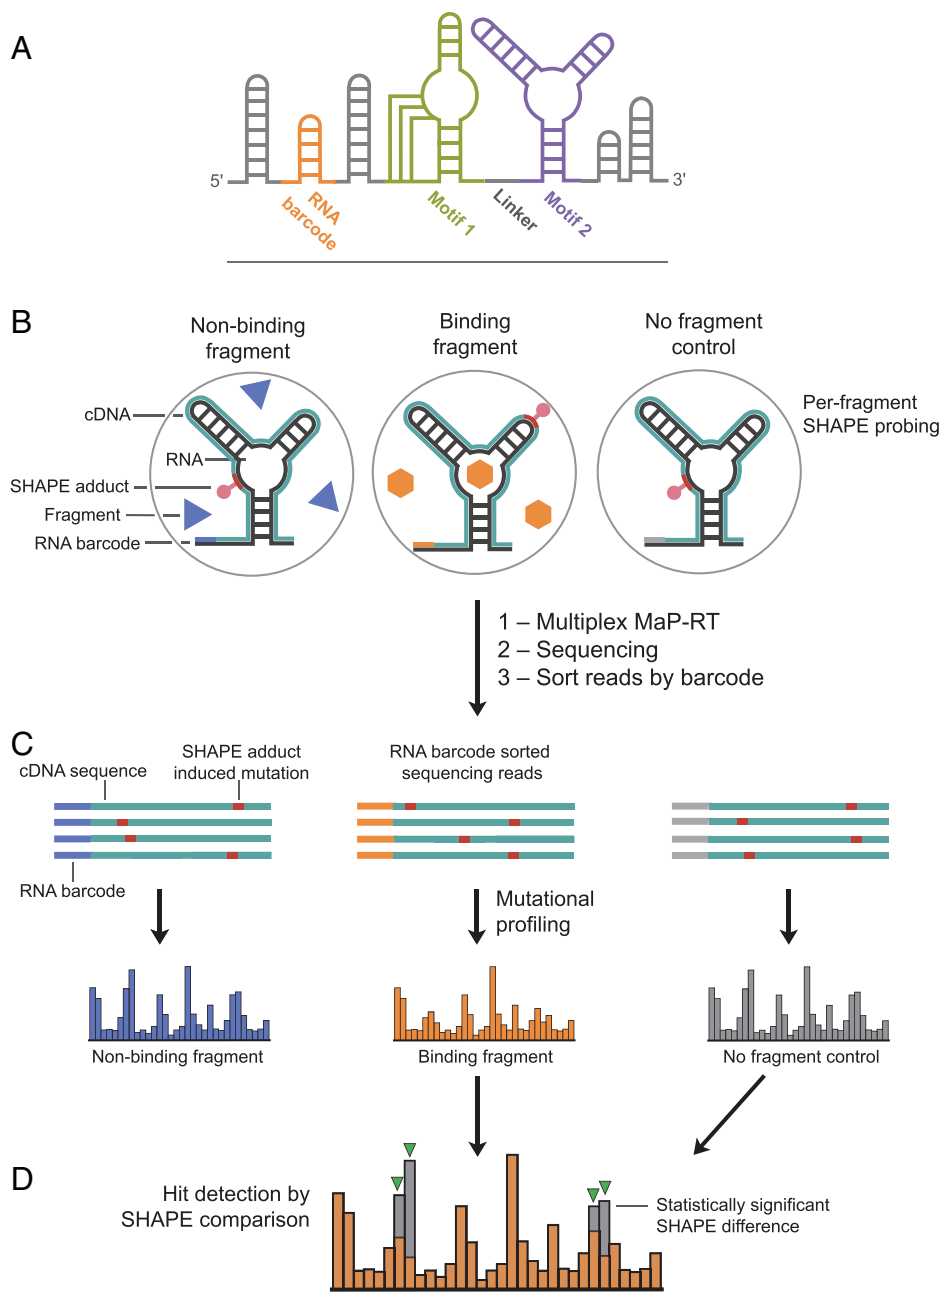 A
5'
3'
RNA
barcode
Motif 1
Linker
Motif 2
B
Non-binding
fragment
Binding
fragment
No fragment
control
cDNA
RNA
SHAPE adduct
Fragment
RNA barcode
Per-fragment
SHAPE probing
1 – Multiplex MaP-RT
2 – Sequencing
3 – Sort reads by barcode
C
cDNA sequence
SHAPE adduct
induced mutation
RNA barcode sorted
sequencing reads
RNA barcode
Mutational
profiling
Non-binding fragment
Binding fragment
No fragment control
D
Hit detection by
SHAPE comparison
Statistically significant
SHAPE difference